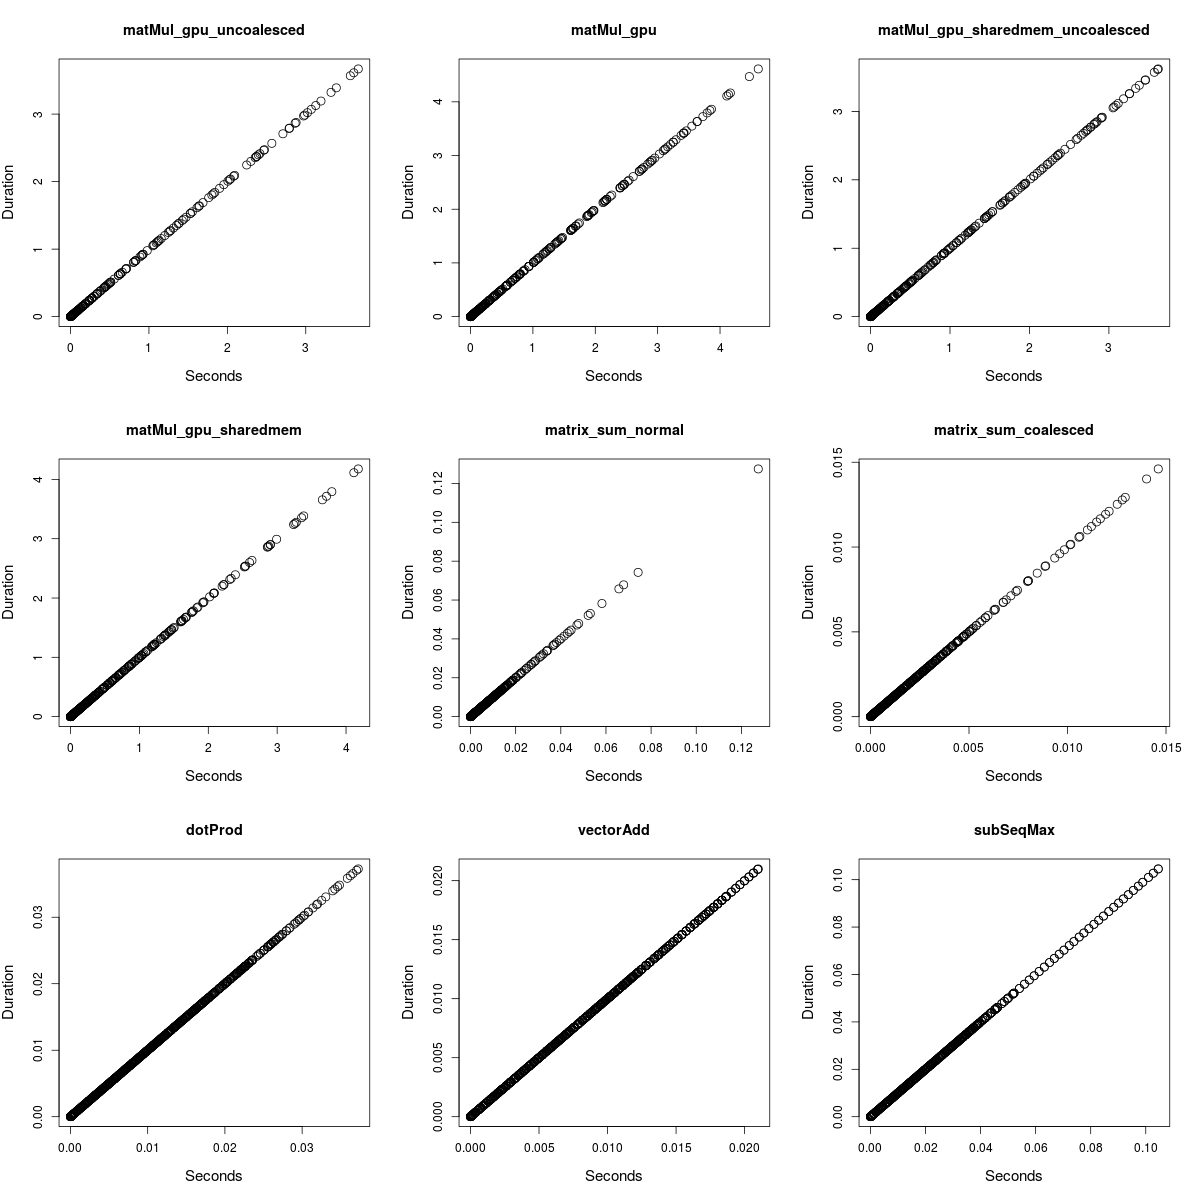 matMul_gpu_uncoalesced
Duration
3
2
1
0
0 1 2 3
Seconds
matMul_gpu
Duration
4
3
2
1
0
0 1 2 3 4
Seconds
matMul_gpu_sharedmem_uncoalesced
Duration
3
2
1
0
0 1 2 3
Seconds
matMul_gpu_sharedmem
Duration
4
3
2
1
0
0 1 2 3 4
Seconds
matrix_sum_normal
Duration
0.12
0.10
0.08
0.06
0.04
0.02
0.00
0.00 0.02 0.04 0.06 0.08 0.10 0.12
Seconds
matrix_sum_coalesced
Duration
0.015
0.010
0.005
0.000
0.000 0.005 0.010 0.015
Seconds
dotProd
Duration
0.03
0.02
0.01
0.00
0.00 0.01 0.02 0.03
Seconds
vectorAdd
Duration
0.020
0.015
0.010
0.005
0.000
0.000 0.005 0.010 0.015 0.020
Seconds
subSeqMax
Duration
0.10
0.08
0.06
0.04
0.02
0.00
0.00 0.02 0.04 0.06 0.08 0.10
Seconds